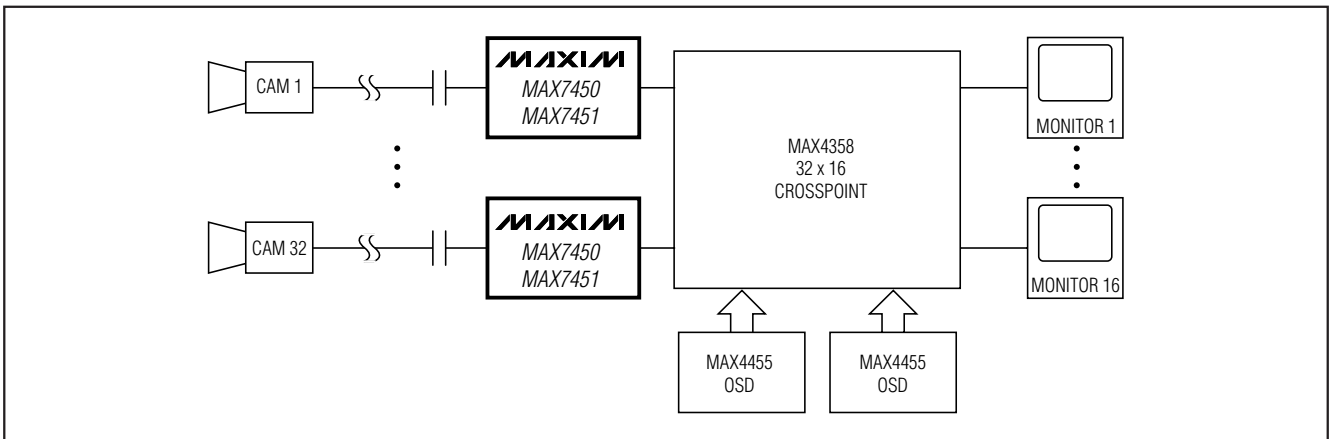 CAM 1
MAXIM
MAX7450
MAX7451
MAX4358
32 x 16
CROSSPOINT
MONITOR 1
CAM 32
MAXIM
MAX7450
MAX7451
MONITOR 16
MAX4455
OSD
MAX4455
OSD